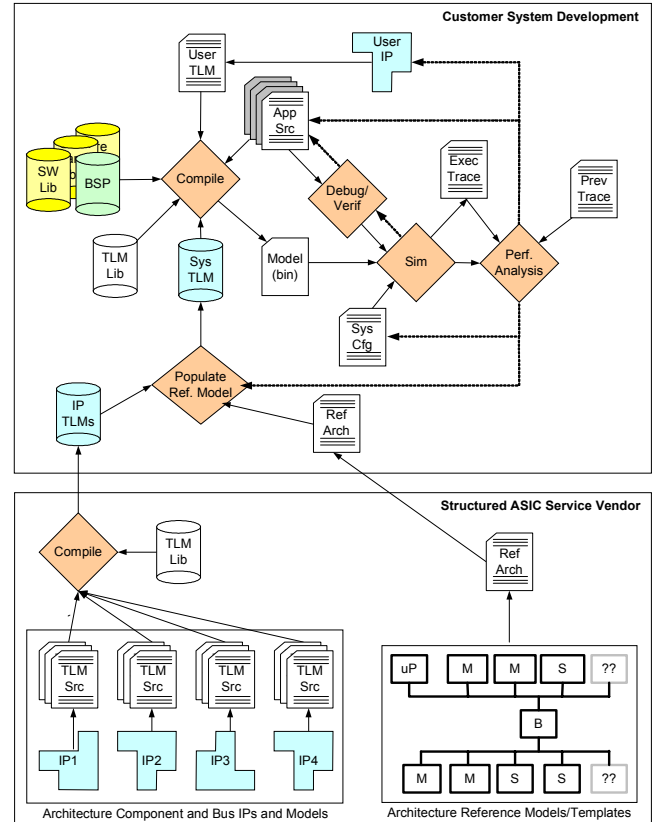 Customer System Development
User
TLM
User
IP
App
Src
Exec
Trace
Prev
Trace
SW
Lib
BSP
Compile
Debug/
Verif
TLM
Lib
Sys
TLM
Model
(bin)
Sim
Perf.
Analysis
Sys
Cfg
Populate
Ref. Model
IP
TLMs
Ref
Arch
Structured ASIC Service Vendor
Compile
TLM
Lib
Ref
Arch
TLM
Src
TLM
Src
TLM
Src
TLM
Src
IP1
IP2
IP3
IP4
uP
M
M
S
??
B
M
M
S
S
??
Architecture Component and Bus IPs and Models
Architecture Reference Models/Templates